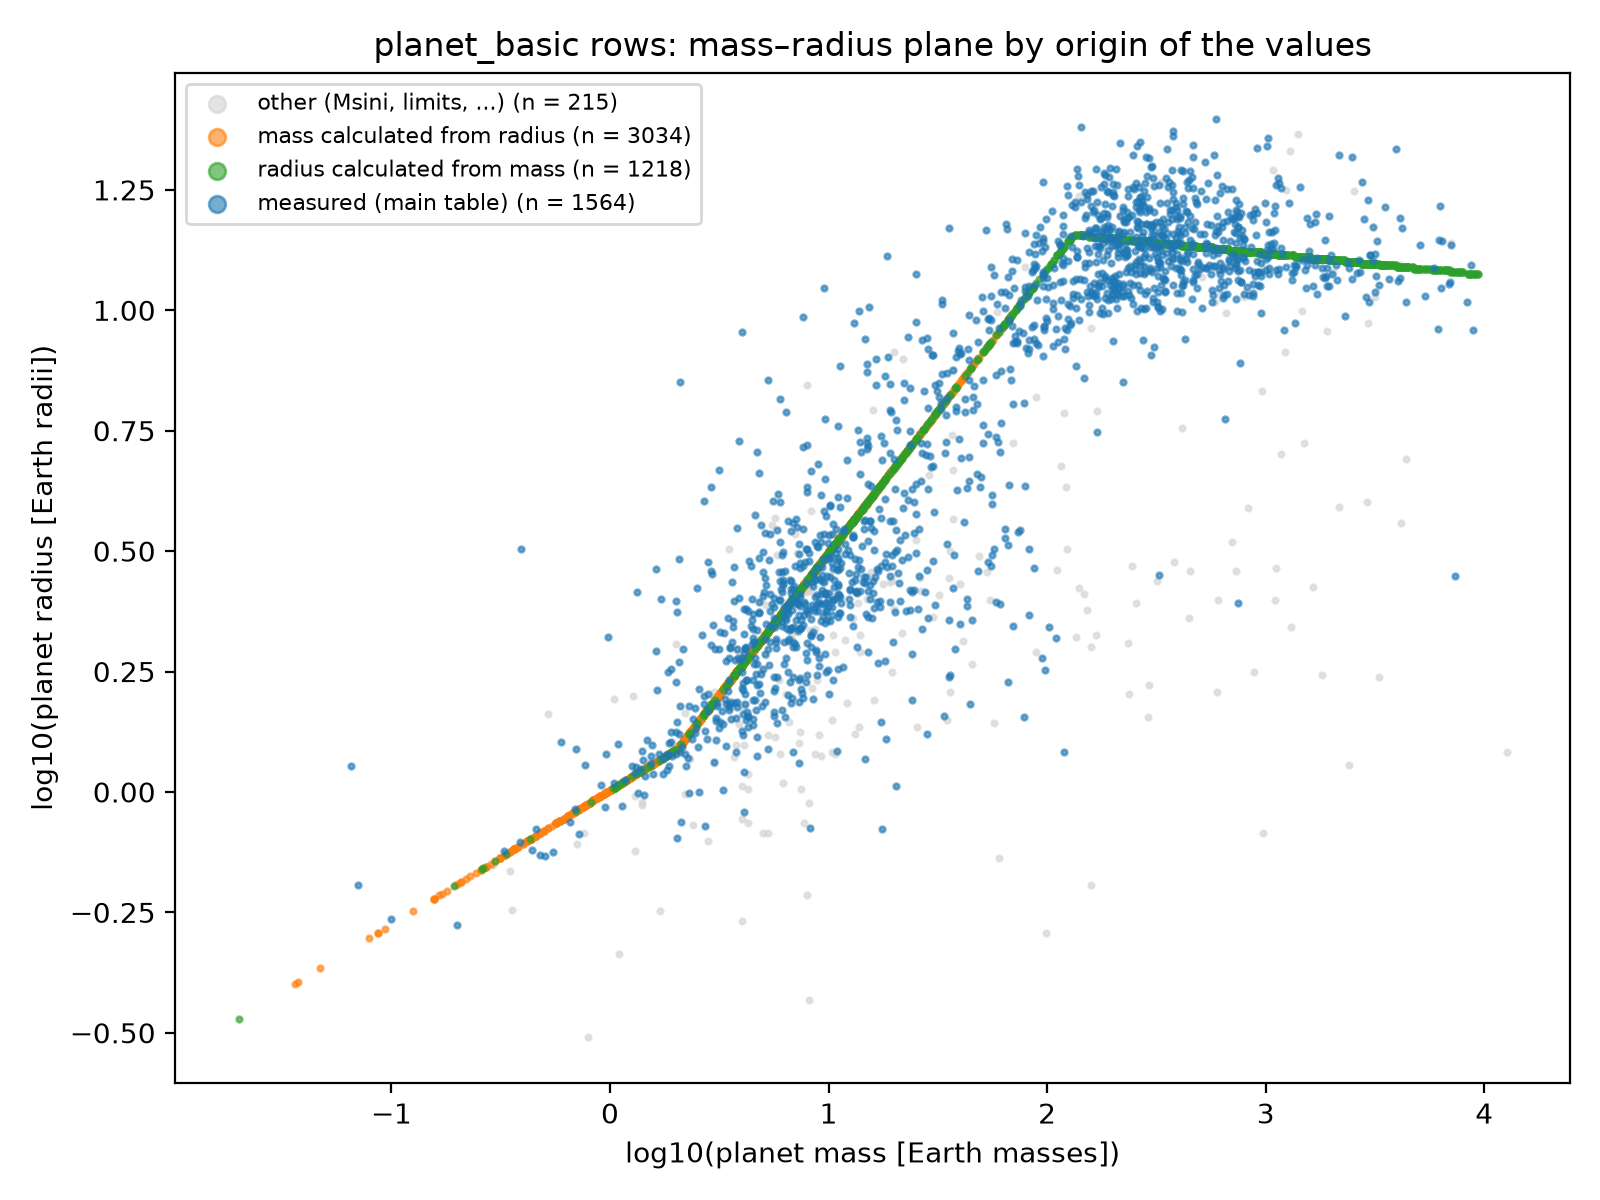 planet_basic rows: mass–radius plane by origin of the values
other (Msini, limits, ...) (n = 215)
mass calculated from radius (n = 3034)
radius calculated from mass (n = 1218)
measured (main table) (n = 1564)
log10(planet radius [Earth radii])
1.25
1.00
0.75
0.50
0.25
0.00
−0.25
−0.50
−1 0 1 2 3 4
log10(planet mass [Earth masses])